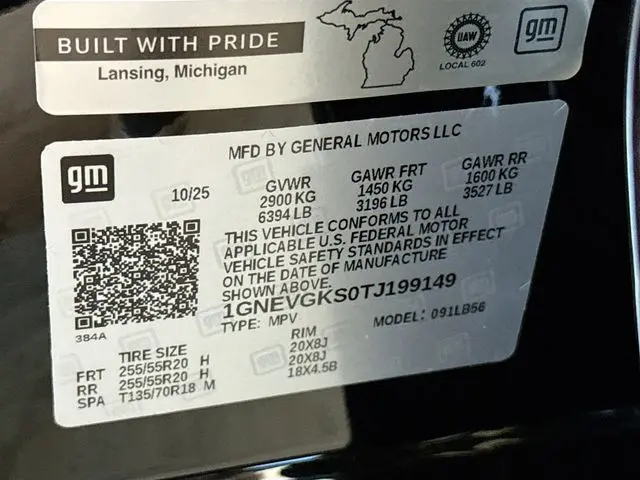 BUILT WITH PRIDE
Lansing, Michigan
UAW
LOCAL 602
gm
gm
MFD BY GENERAL MOTORS LLC
10/25
GVWR GAWR FRT GAWR RR
2900 KG 1450 KG 1600 KG
6394 LB 3196 LB 3527 LB
THIS VEHICLE CONFORMS TO ALL
APPLICABLE U.S. FEDERAL MOTOR
VEHICLE SAFETY STANDARDS IN EFFECT
ON THE DATE OF MANUFACTURE
SHOWN ABOVE.
1GNEVGKS0TJ199149
TYPE: MPV MODEL: 091LB56
384A
TIRE SIZE RIM
FRT 255/55R20 H 20X8J
RR 255/55R20 H 20X8J
SPA T135/70R18 M 18X4.5B